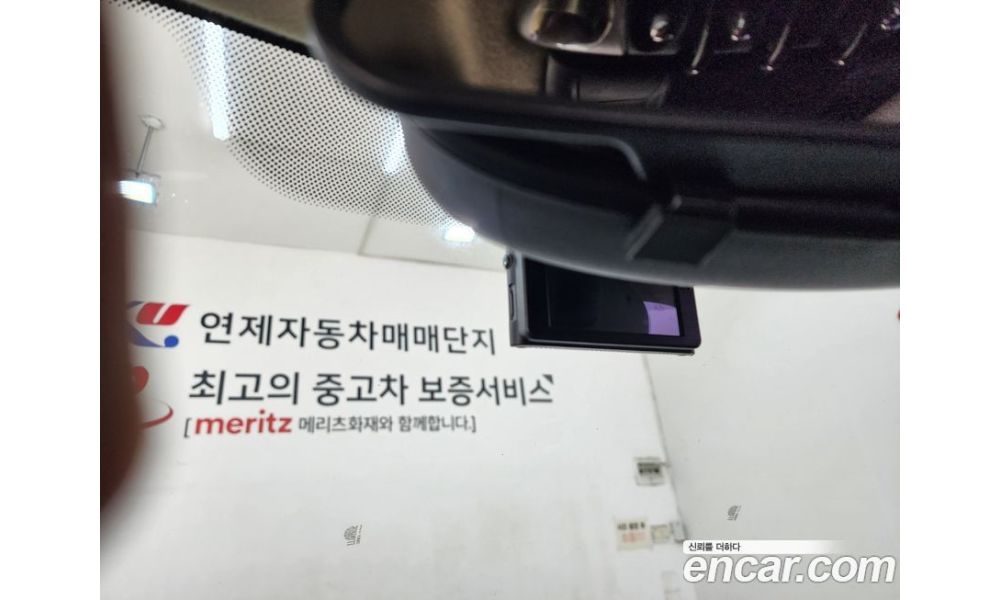 연제자동차매매단지
최고의 중고차 보증서비스
[meritz 메리츠화재와 함께합니다.]
신뢰를 더하다
encar.com